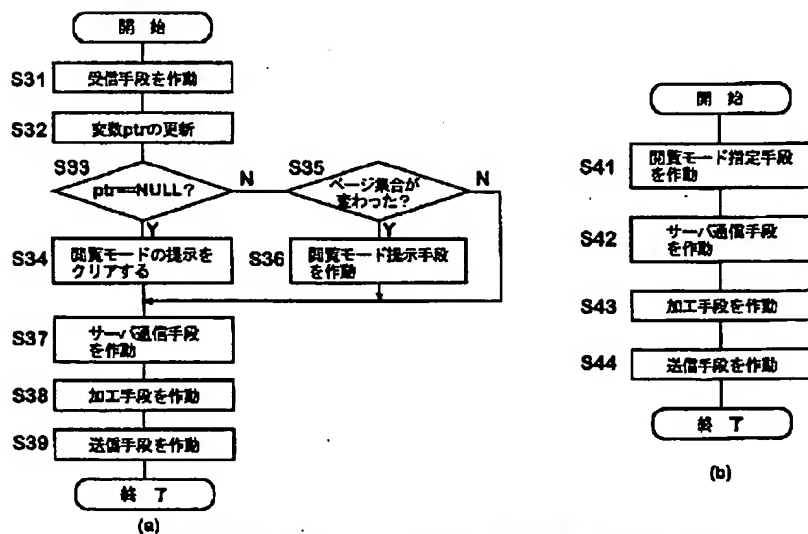 開 始
S31
受信手段を作動
S32
変数ptrの更新
S33
ptr==NULL?
N
Y
S35
ページ集合が
変わった?
N
Y
S34
閲覧モードの提示を
クリアする
S36
閲覧モード提示手段
を作動
S37
サーバ通信手段
を作動
S38
加工手段を作動
S39
送信手段を作動
終 了
(a)
開 始
S41
閲覧モード指定手段
を作動
S42
サーバ通信手段
を作動
S43
加工手段を作動
S44
送信手段を作動
終 了
(b)